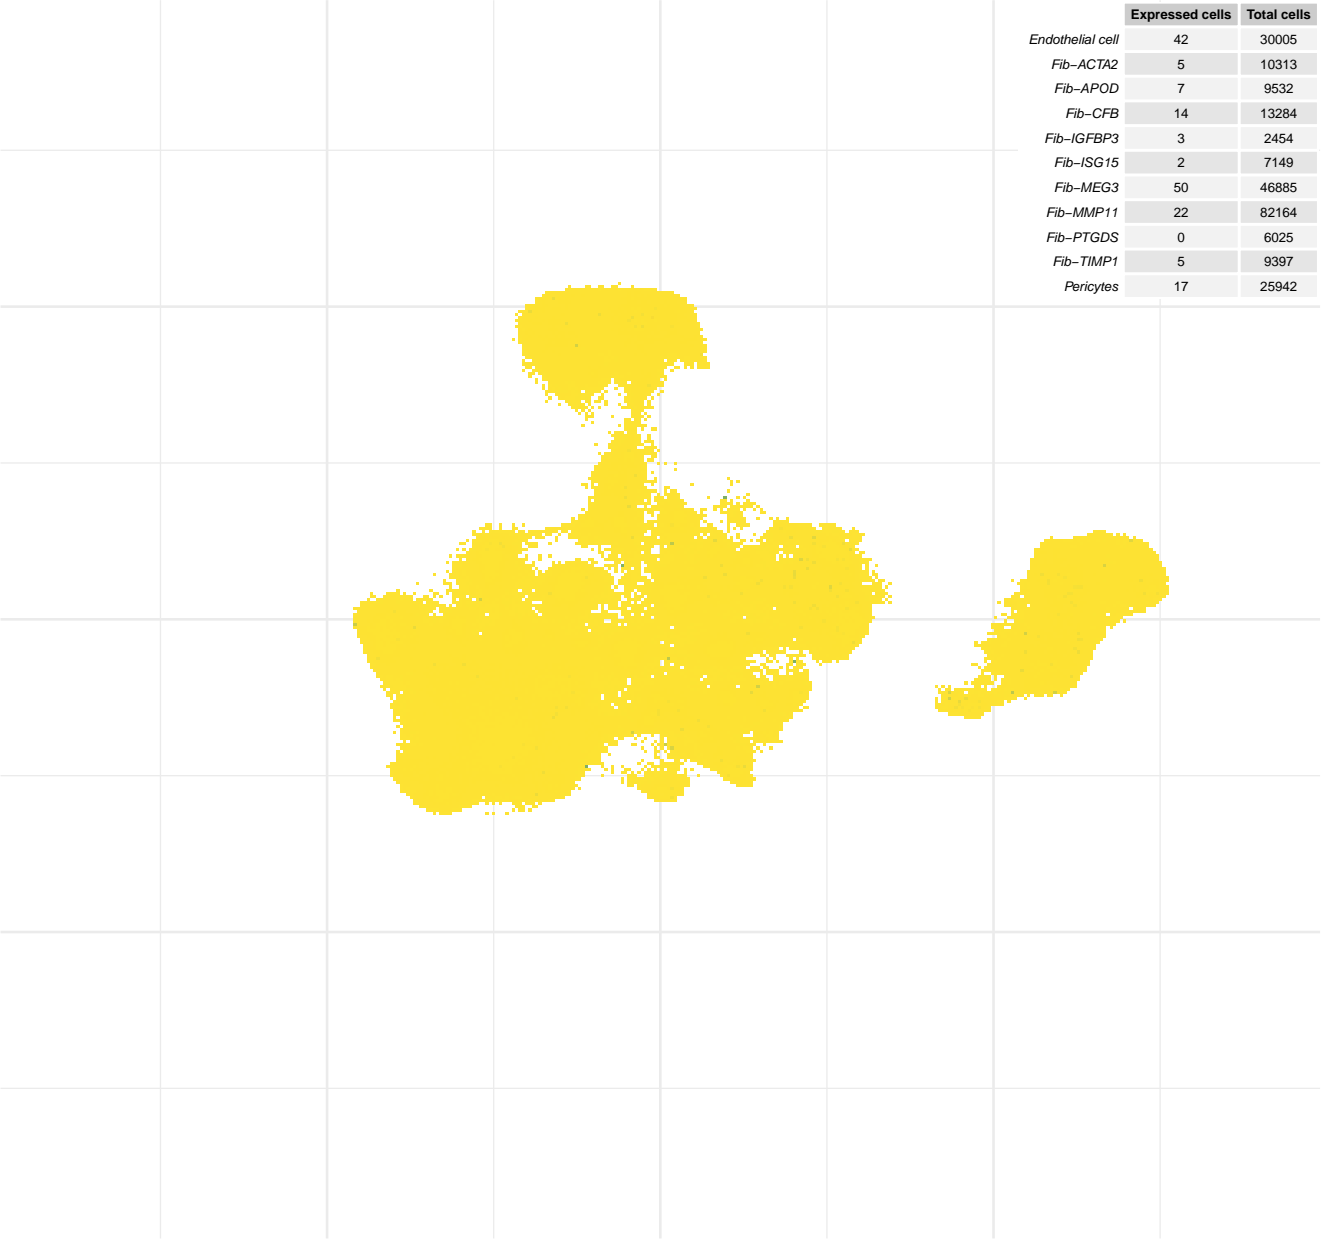 Expressed cells Total cells
Endothelial cell 42 30005
Fib−ACTA2 5 10313
Fib−APOD 7 9532
Fib−CFB 14 13284
Fib−IGFBP3 3 2454
Fib−ISG15 2 7149
Fib−MEG3 50 46885
Fib−MMP11 22 82164
Fib−PTGDS 0 6025
Fib−TIMP1 5 9397
Pericytes 17 25942